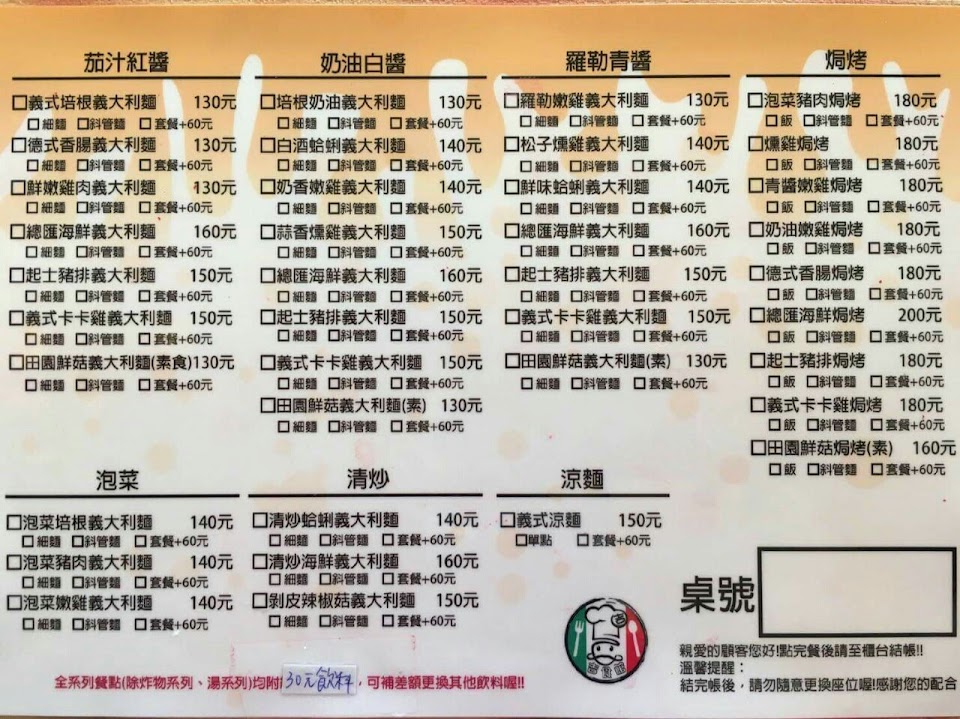 茄汁紅醬
□義式培根義大利麵 130元
□細麵 □斜管麵 □套餐+60元
□德式香腸義大利麵 130元
□細麵 □斜管麵 □套餐+60元
□鮮嫩雞肉義大利麵 130元
□細麵 □斜管麵 □套餐+60元
□總匯海鮮義大利麵 160元
□細麵 □斜管麵 □套餐+60元
□起士豬排義大利麵 150元
□細麵 □斜管麵 □套餐+60元
□義式卡卡雞義大利麵 150元
□細麵 □斜管麵 □套餐+60元
□田園鮮菇義大利麵(素食)130元
□細麵 □斜管麵 □套餐+60元
奶油白醬
□培根奶油義大利麵 130元
□細麵 □斜管麵 □套餐+60元
□白酒蛤蜊義大利麵 140元
□細麵 □斜管麵 □套餐+60元
□奶香嫩雞義大利麵 140元
□細麵 □斜管麵 □套餐+60元
□蒜香燻雞義大利麵 150元
□細麵 □斜管麵 □套餐+60元
□總匯海鮮義大利麵 160元
□細麵 □斜管麵 □套餐+60元
□起士豬排義大利麵 150元
□細麵 □斜管麵 □套餐+60元
□義式卡卡雞義大利麵 150元
□細麵 □斜管麵 □套餐+60元
□田園鮮菇義大利麵(素) 130元
□細麵 □斜管麵 □套餐+60元
羅勒青醬
□羅勒嫩雞義大利麵 130元
□細麵 □斜管麵 □套餐+60元
□松子燻雞義大利麵 140元
□細麵 □斜管麵 □套餐+60元
□鮮味蛤蜊義大利麵 140元
□細麵 □斜管麵 □套餐+60元
□總匯海鮮義大利麵 160元
□細麵 □斜管麵 □套餐+60元
□起士豬排義大利麵 150元
□細麵 □斜管麵 □套餐+60元
□義式卡卡雞義大利麵 150元
□細麵 □斜管麵 □套餐+60元
□田園鮮菇義大利麵(素) 130元
□細麵 □斜管麵 □套餐+60元
焗烤
□泡菜豬肉焗烤 180元
□飯 □斜管麵 □套餐+60元
□燻雞焗烤 180元
□飯 □斜管麵 □套餐+60元
□青醬嫩雞焗烤 180元
□飯 □斜管麵 □套餐+60元
□奶油嫩雞焗烤 180元
□飯 □斜管麵 □套餐+60元
□德式香腸焗烤 180元
□飯 □斜管麵 □套餐+60元
□總匯海鮮焗烤 200元
□飯 □斜管麵 □套餐+60元
□起士豬排焗烤 180元
□飯 □斜管麵 □套餐+60元
□義式卡卡雞焗烤 180元
□飯 □斜管麵 □套餐+60元
□田園鮮菇焗烤(素) 160元
□飯 □斜管麵 □套餐+60元
泡菜
□泡菜培根義大利麵 140元
□細麵 □斜管麵 □套餐+60元
□泡菜豬肉義大利麵 140元
□細麵 □斜管麵 □套餐+60元
□泡菜嫩雞義大利麵 140元
□細麵 □斜管麵 □套餐+60元
清炒
□清炒蛤蜊義大利麵 140元
□細麵 □斜管麵 □套餐+60元
□清炒海鮮義大利麵 160元
□細麵 □斜管麵 □套餐+60元
□剝皮辣椒菇義大利麵 150元
□細麵 □斜管麵 □套餐+60元
涼麵
□義式涼麵 150元
□單點 □套餐+60元
桌號
親愛的顧客您好!點完餐後請至櫃台結帳!!
溫馨提醒：
結完帳後，請勿隨意更換座位喔!感謝您的配合
全系列餐點(除炸物系列、湯系列)均附30元飲料，可補差額更換其他飲料喔!!